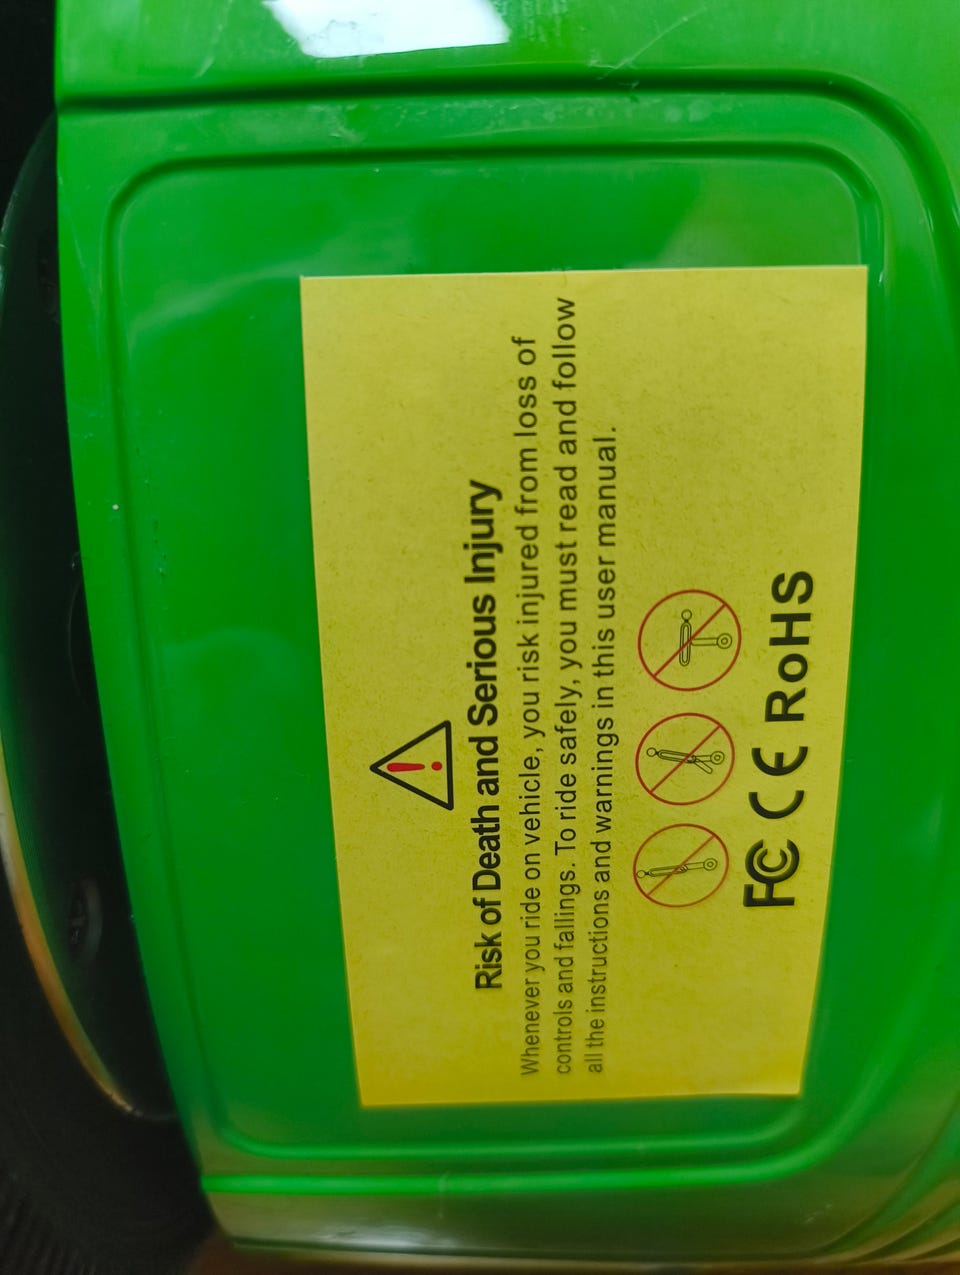 Risk of Death and Serious Injury
Whenever you ride on vehicle, you risk injured from loss of
controls and fallings. To ride safely, you must read and follow
all the instructions and warnings in this user manual.
FC CE RoHS